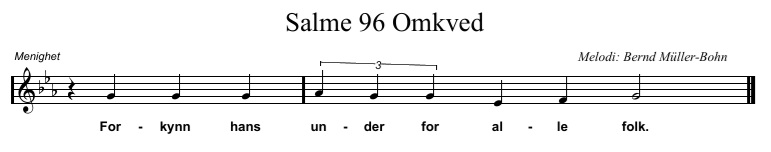 Salme 96 Omkved
Menighet
Melodi: Bernd Müller-Bohn
3
For - kynn hans un - der for al - le folk.